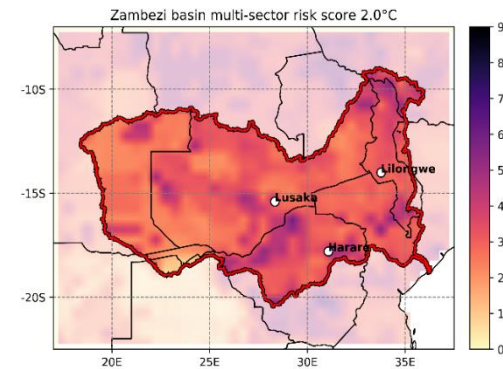 Zambezi basin multi-sector risk score 2.0°C
9
8
-10S
7
6
Lilongwe
5
-15S
Lusaka
4
Harare
3
2
-20S
1
0
20E 25E 30E 35E